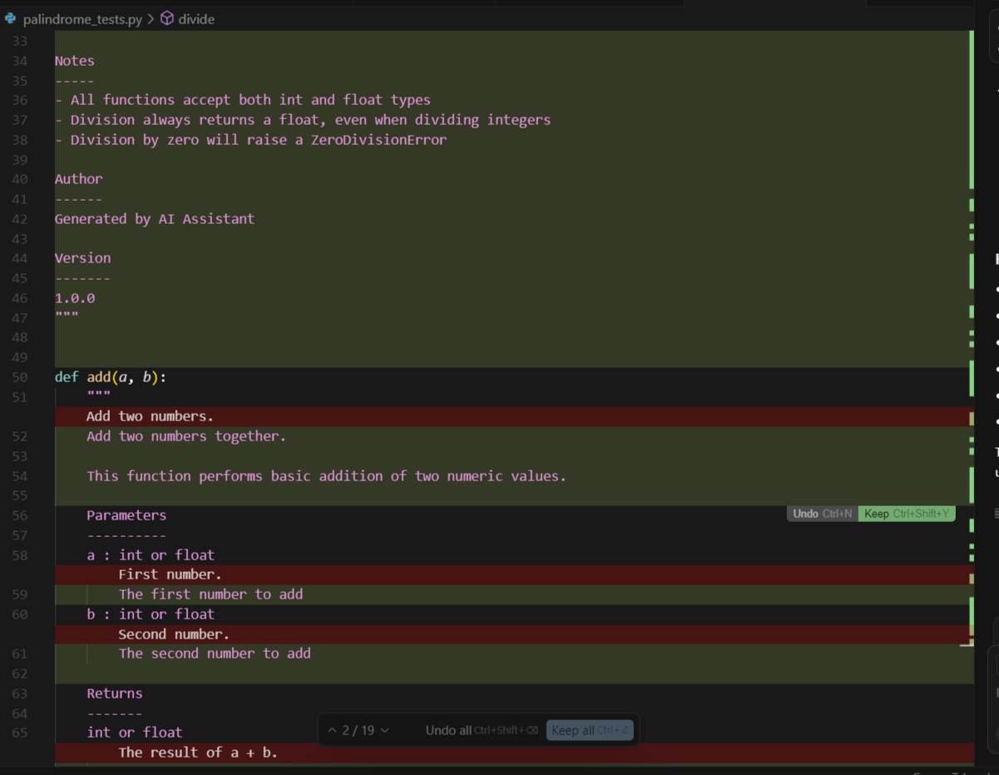 palindrome_tests.py > divide
33
34 Notes
35 -----
36 - All functions accept both int and float types
37 - Division always returns a float, even when dividing integers
38 - Division by zero will raise a ZeroDivisionError
39
40 Author
41 ------
42 Generated by AI Assistant
43
44 Version
45 -------
46 1.0.0
47 """
48
49
50 def add(a, b):
51 """
Add two numbers.
52 Add two numbers together.
53
54 This function performs basic addition of two numeric values.
55
56 Parameters Undo Ctrl+N Keep Ctrl+Shift+Y
57 ----------
58 a : int or float
First number.
59 The first number to add
60 b : int or float
Second number.
61 The second number to add
62
63 Returns
64 -------
65 int or float
2 / 19 Undo all Ctrl+Shift+⌫ Keep all Ctrl+⏎
The result of a + b.